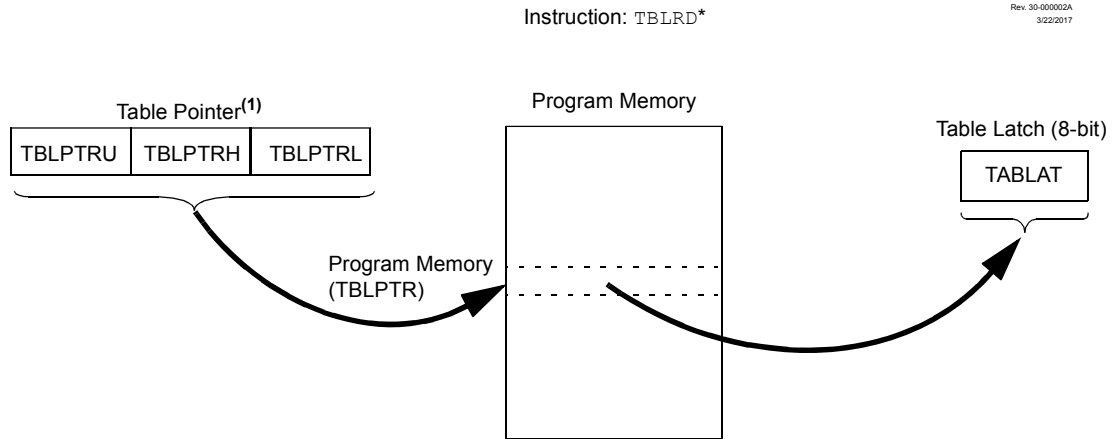 Instruction: TBLRD*
Rev. 30-000002A
3/22/2017
Table Pointer(1)
Program Memory
Table Latch (8-bit)
TBLPTRU TBLPTRH TBLPTRL
TABLAT
Program Memory
(TBLPTR)